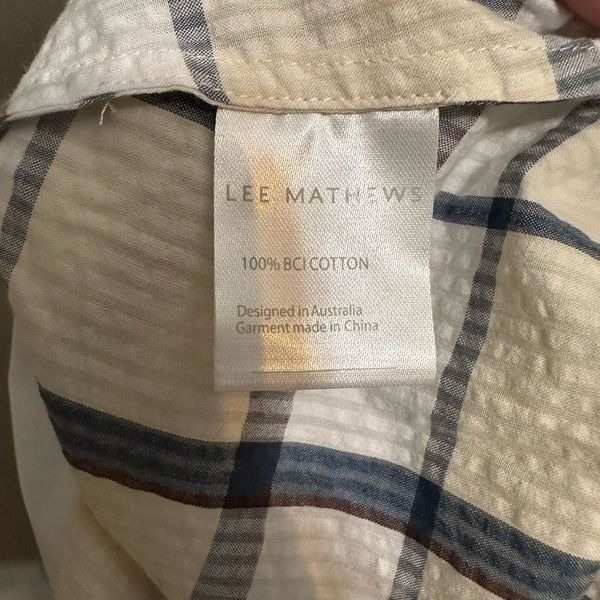 LEE MATHEWS
100% BCI COTTON
Designed in Australia
Garment made in China